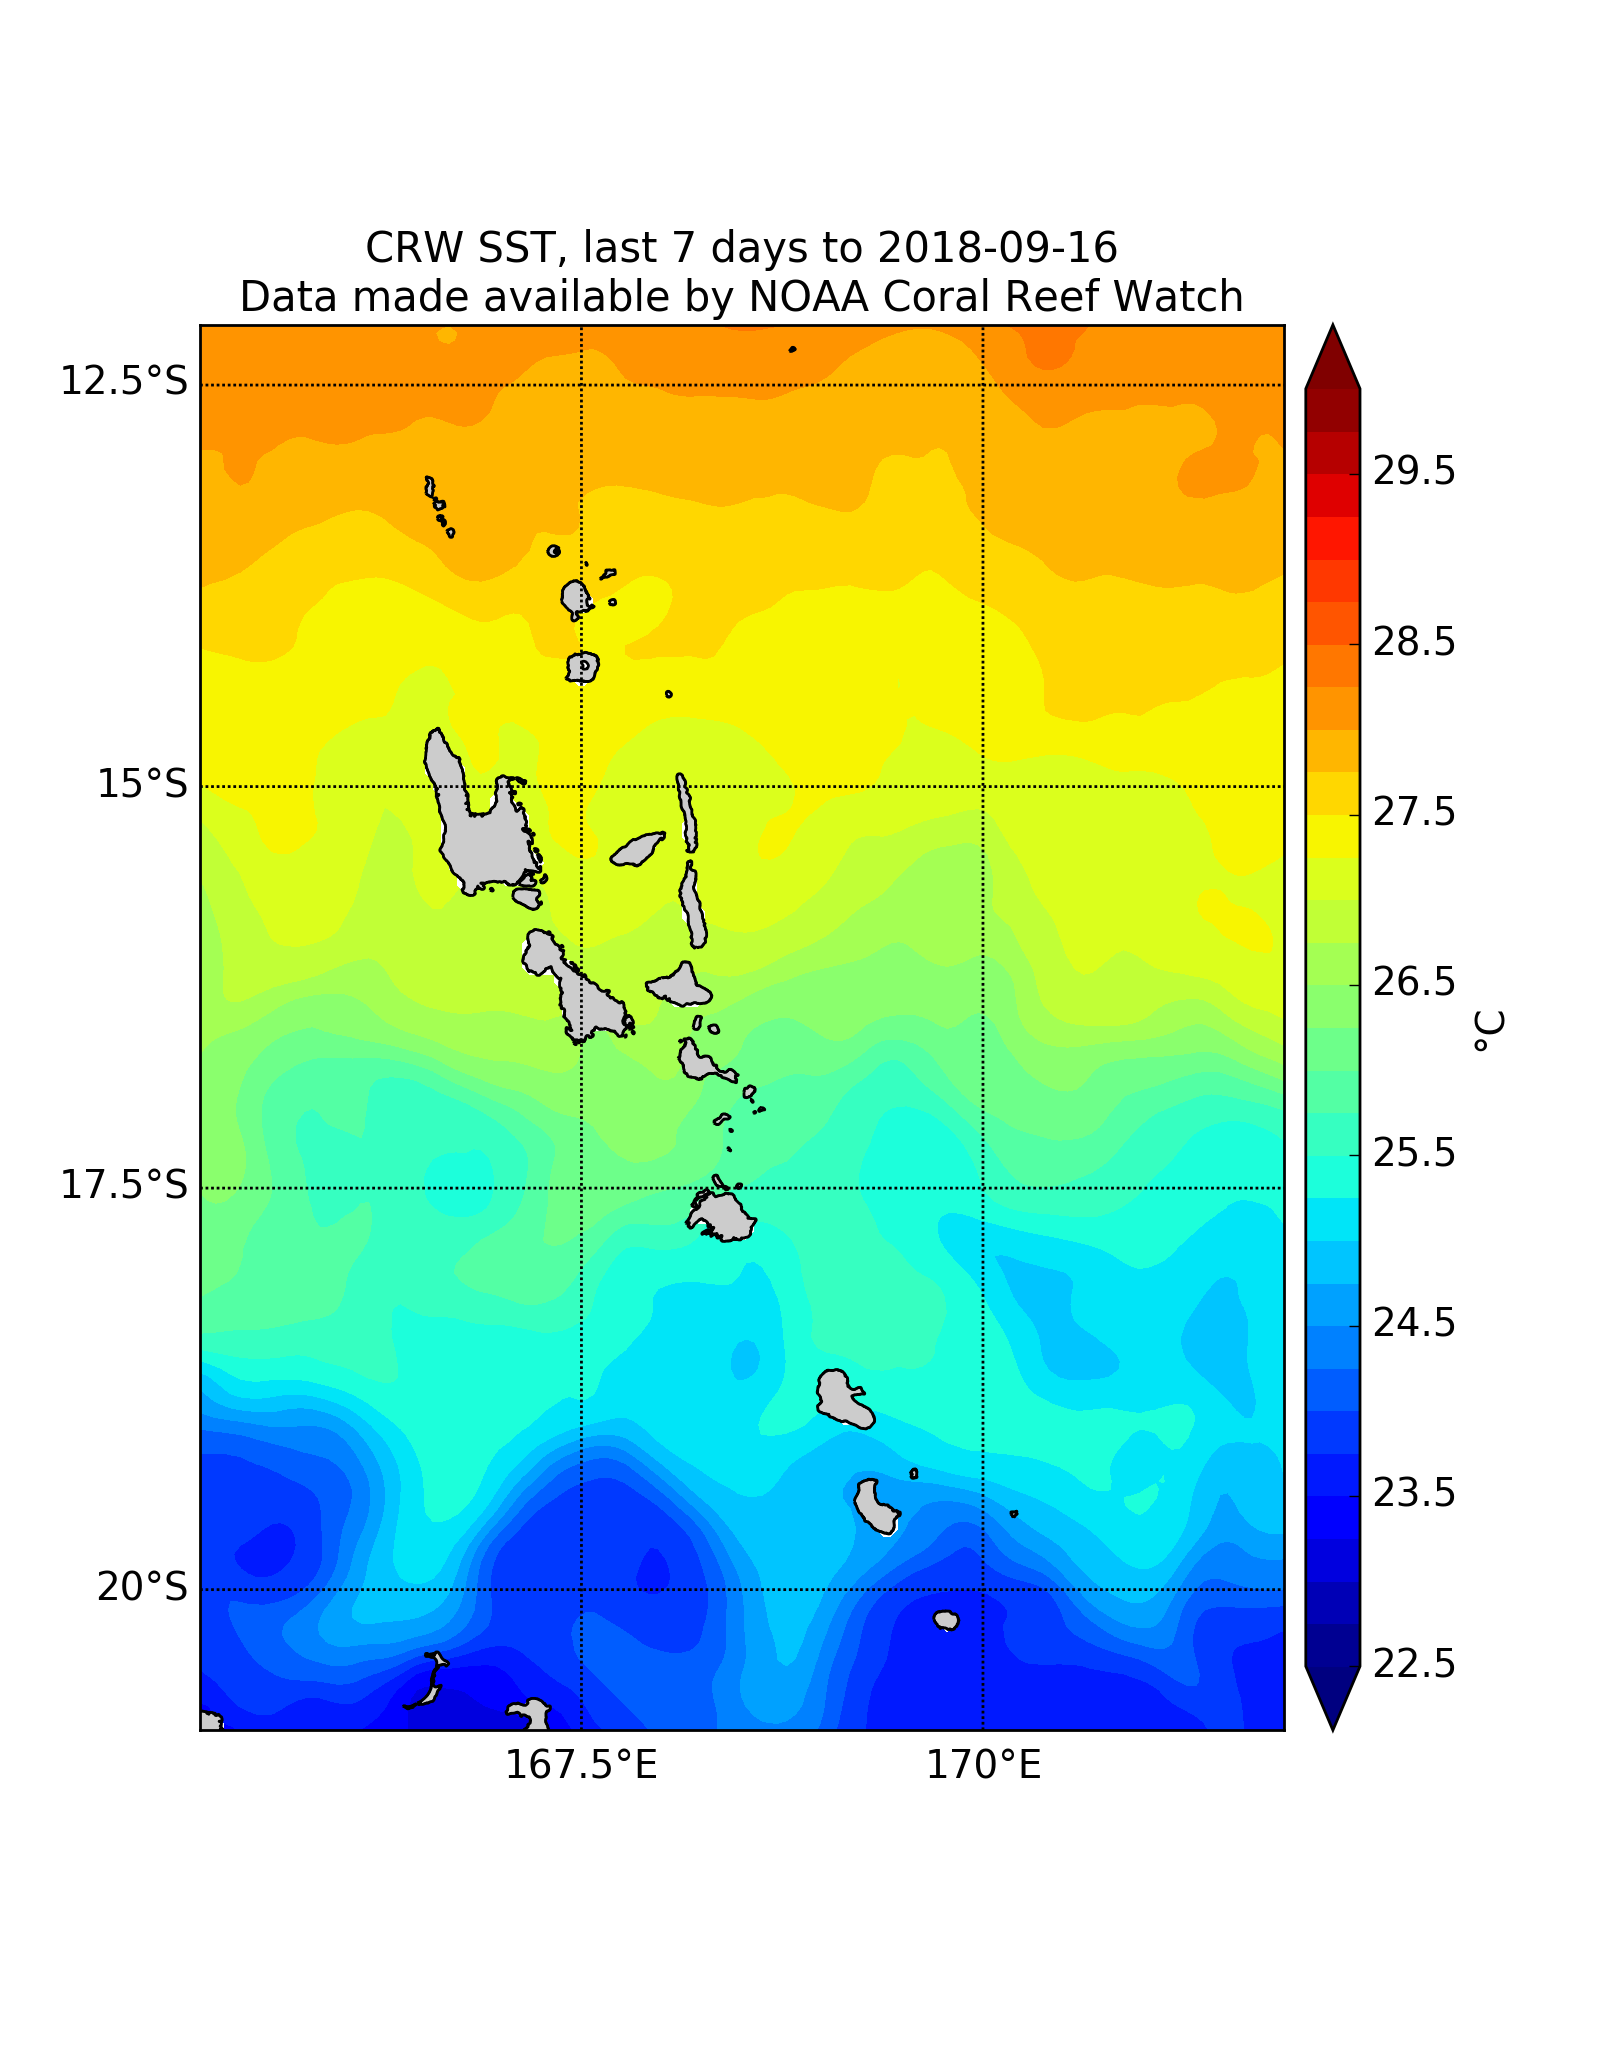 CRW SST, last 7 days to 2018-09-16
Data made available by NOAA Coral Reef Watch
12.5°S
15°S
17.5°S
20°S
167.5°E
170°E
29.5
28.5
27.5
26.5
25.5
24.5
23.5
22.5
°C